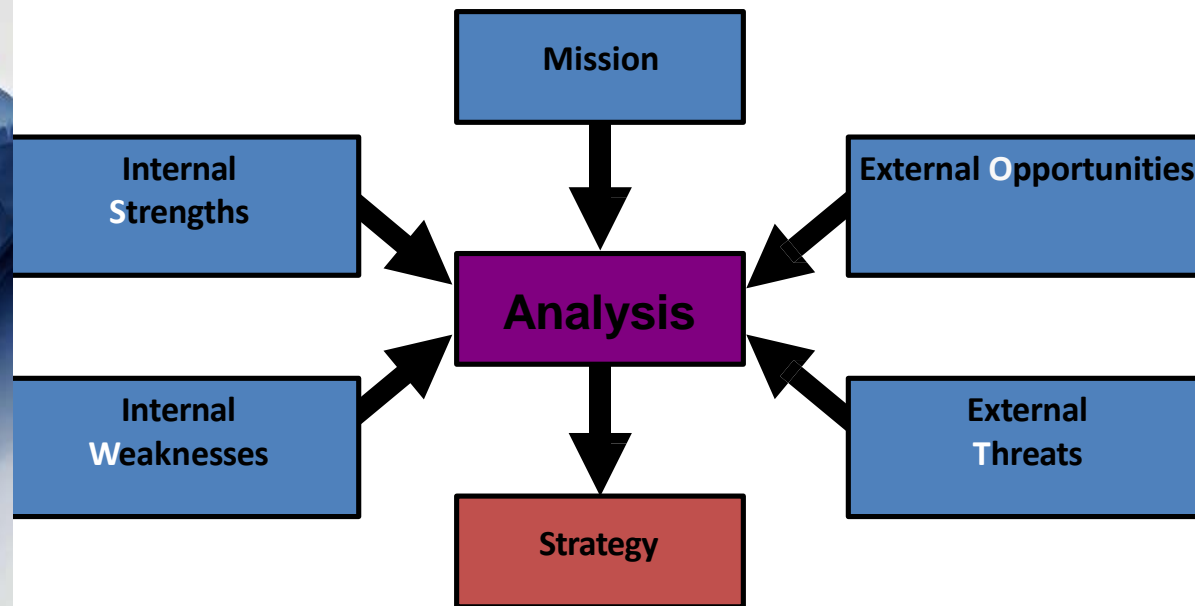 Mission
Internal
Strengths
External Opportunities
Analysis
Internal
Weaknesses
External
Threats
Strategy